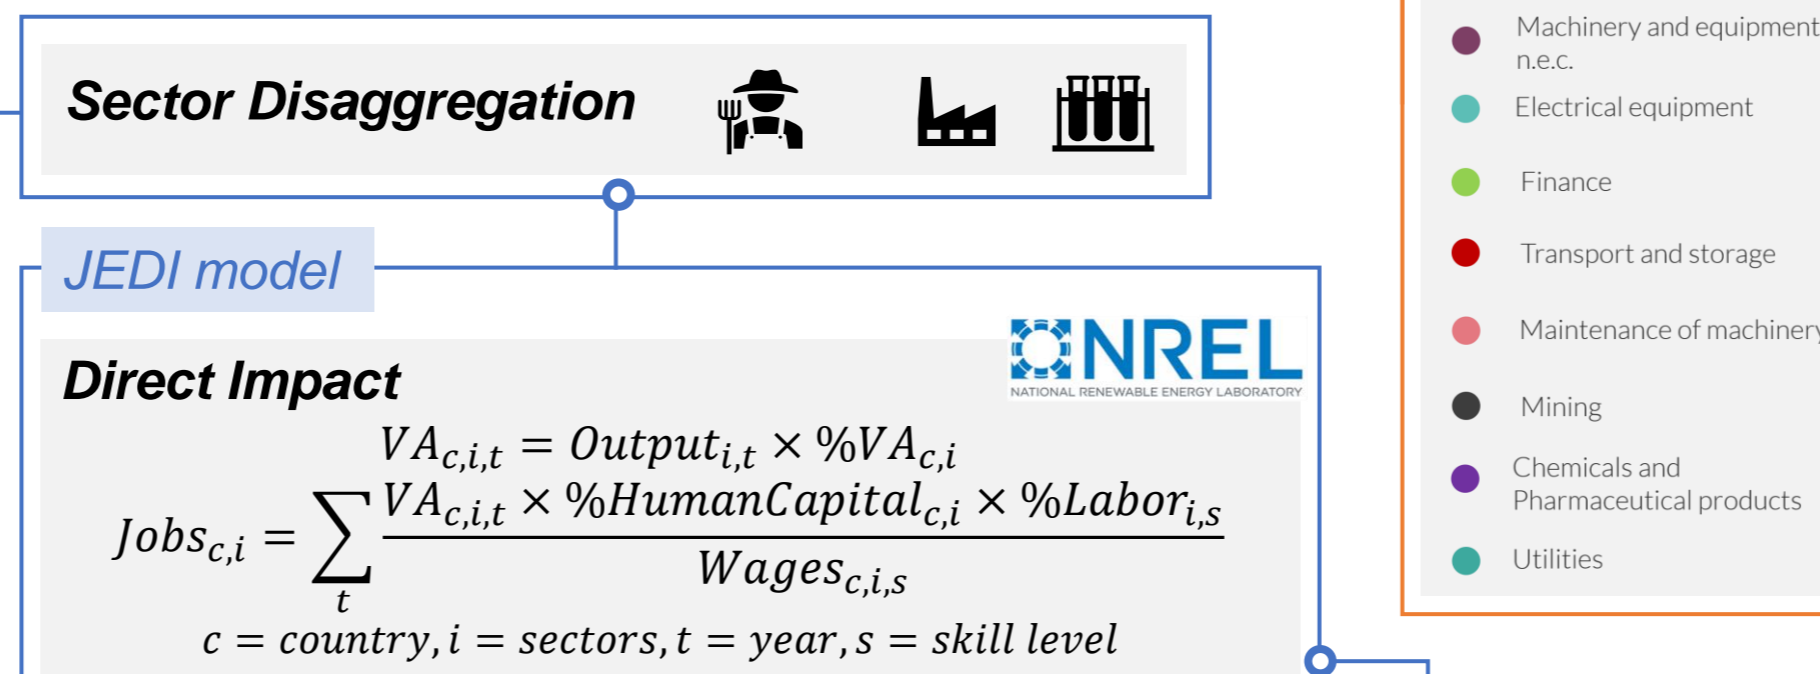 Sector Disaggregation
JEDI model
NREL
NATIONAL RENEWABLE ENERGY LABORATORY
Direct Impact
VA_{c,i,t} = Output_{i,t} × %VA_{c,i}
Jobs_{c,i} = \sum_{t} \frac{VA_{c,i,t} × %HumanCapital_{c,i} × %Labor_{i,s}}{Wages_{c,i,s}}
c = country, i = sectors, t = year, s = skill level
Machinery and equipment
n.e.c.
Electrical equipment
Finance
Transport and storage
Maintenance of machinery
Mining
Chemicals and
Pharmaceutical products
Utilities